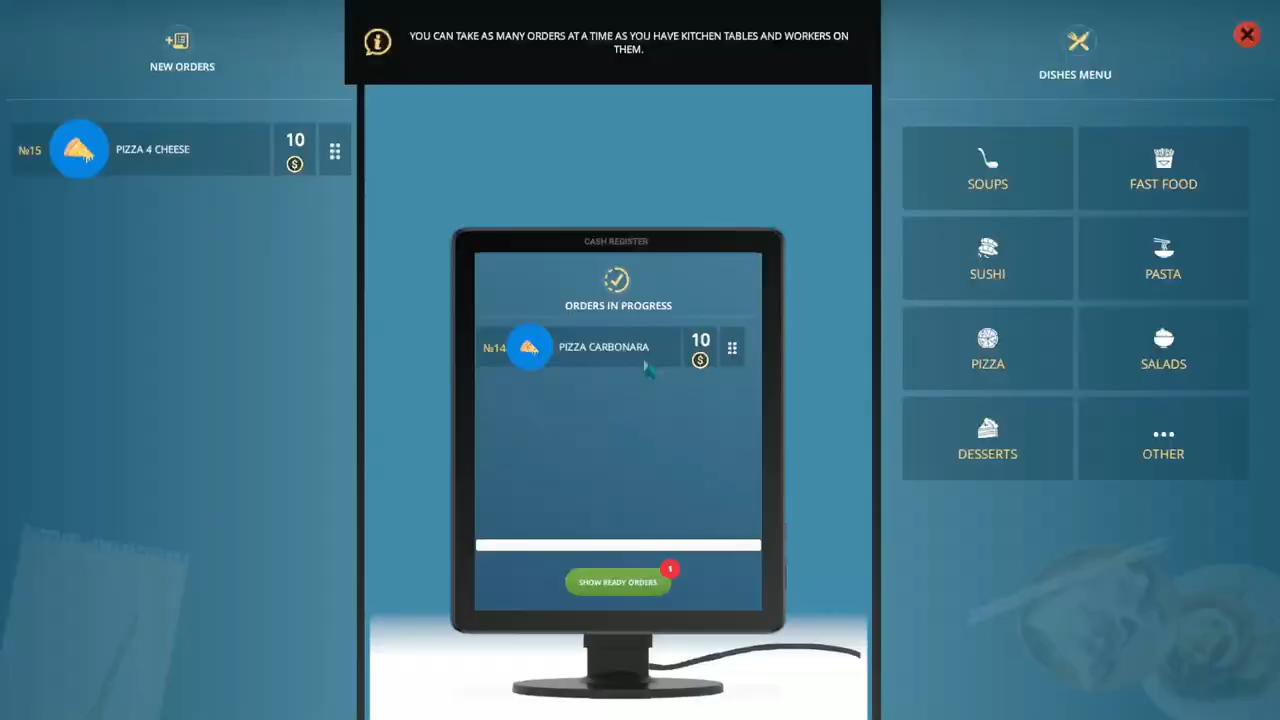 NEW ORDERS
№15 PIZZA 4 CHEESE 10
YOU CAN TAKE AS MANY ORDERS AT A TIME AS YOU HAVE KITCHEN TABLES AND WORKERS ON
THEM.
CASH REGISTER
ORDERS IN PROGRESS
№14 PIZZA CARBONARA 10
SHOW READY ORDERS 1
DISHES MENU
SOUPS
FAST FOOD
SUSHI
PASTA
PIZZA
SALADS
DESSERTS
OTHER